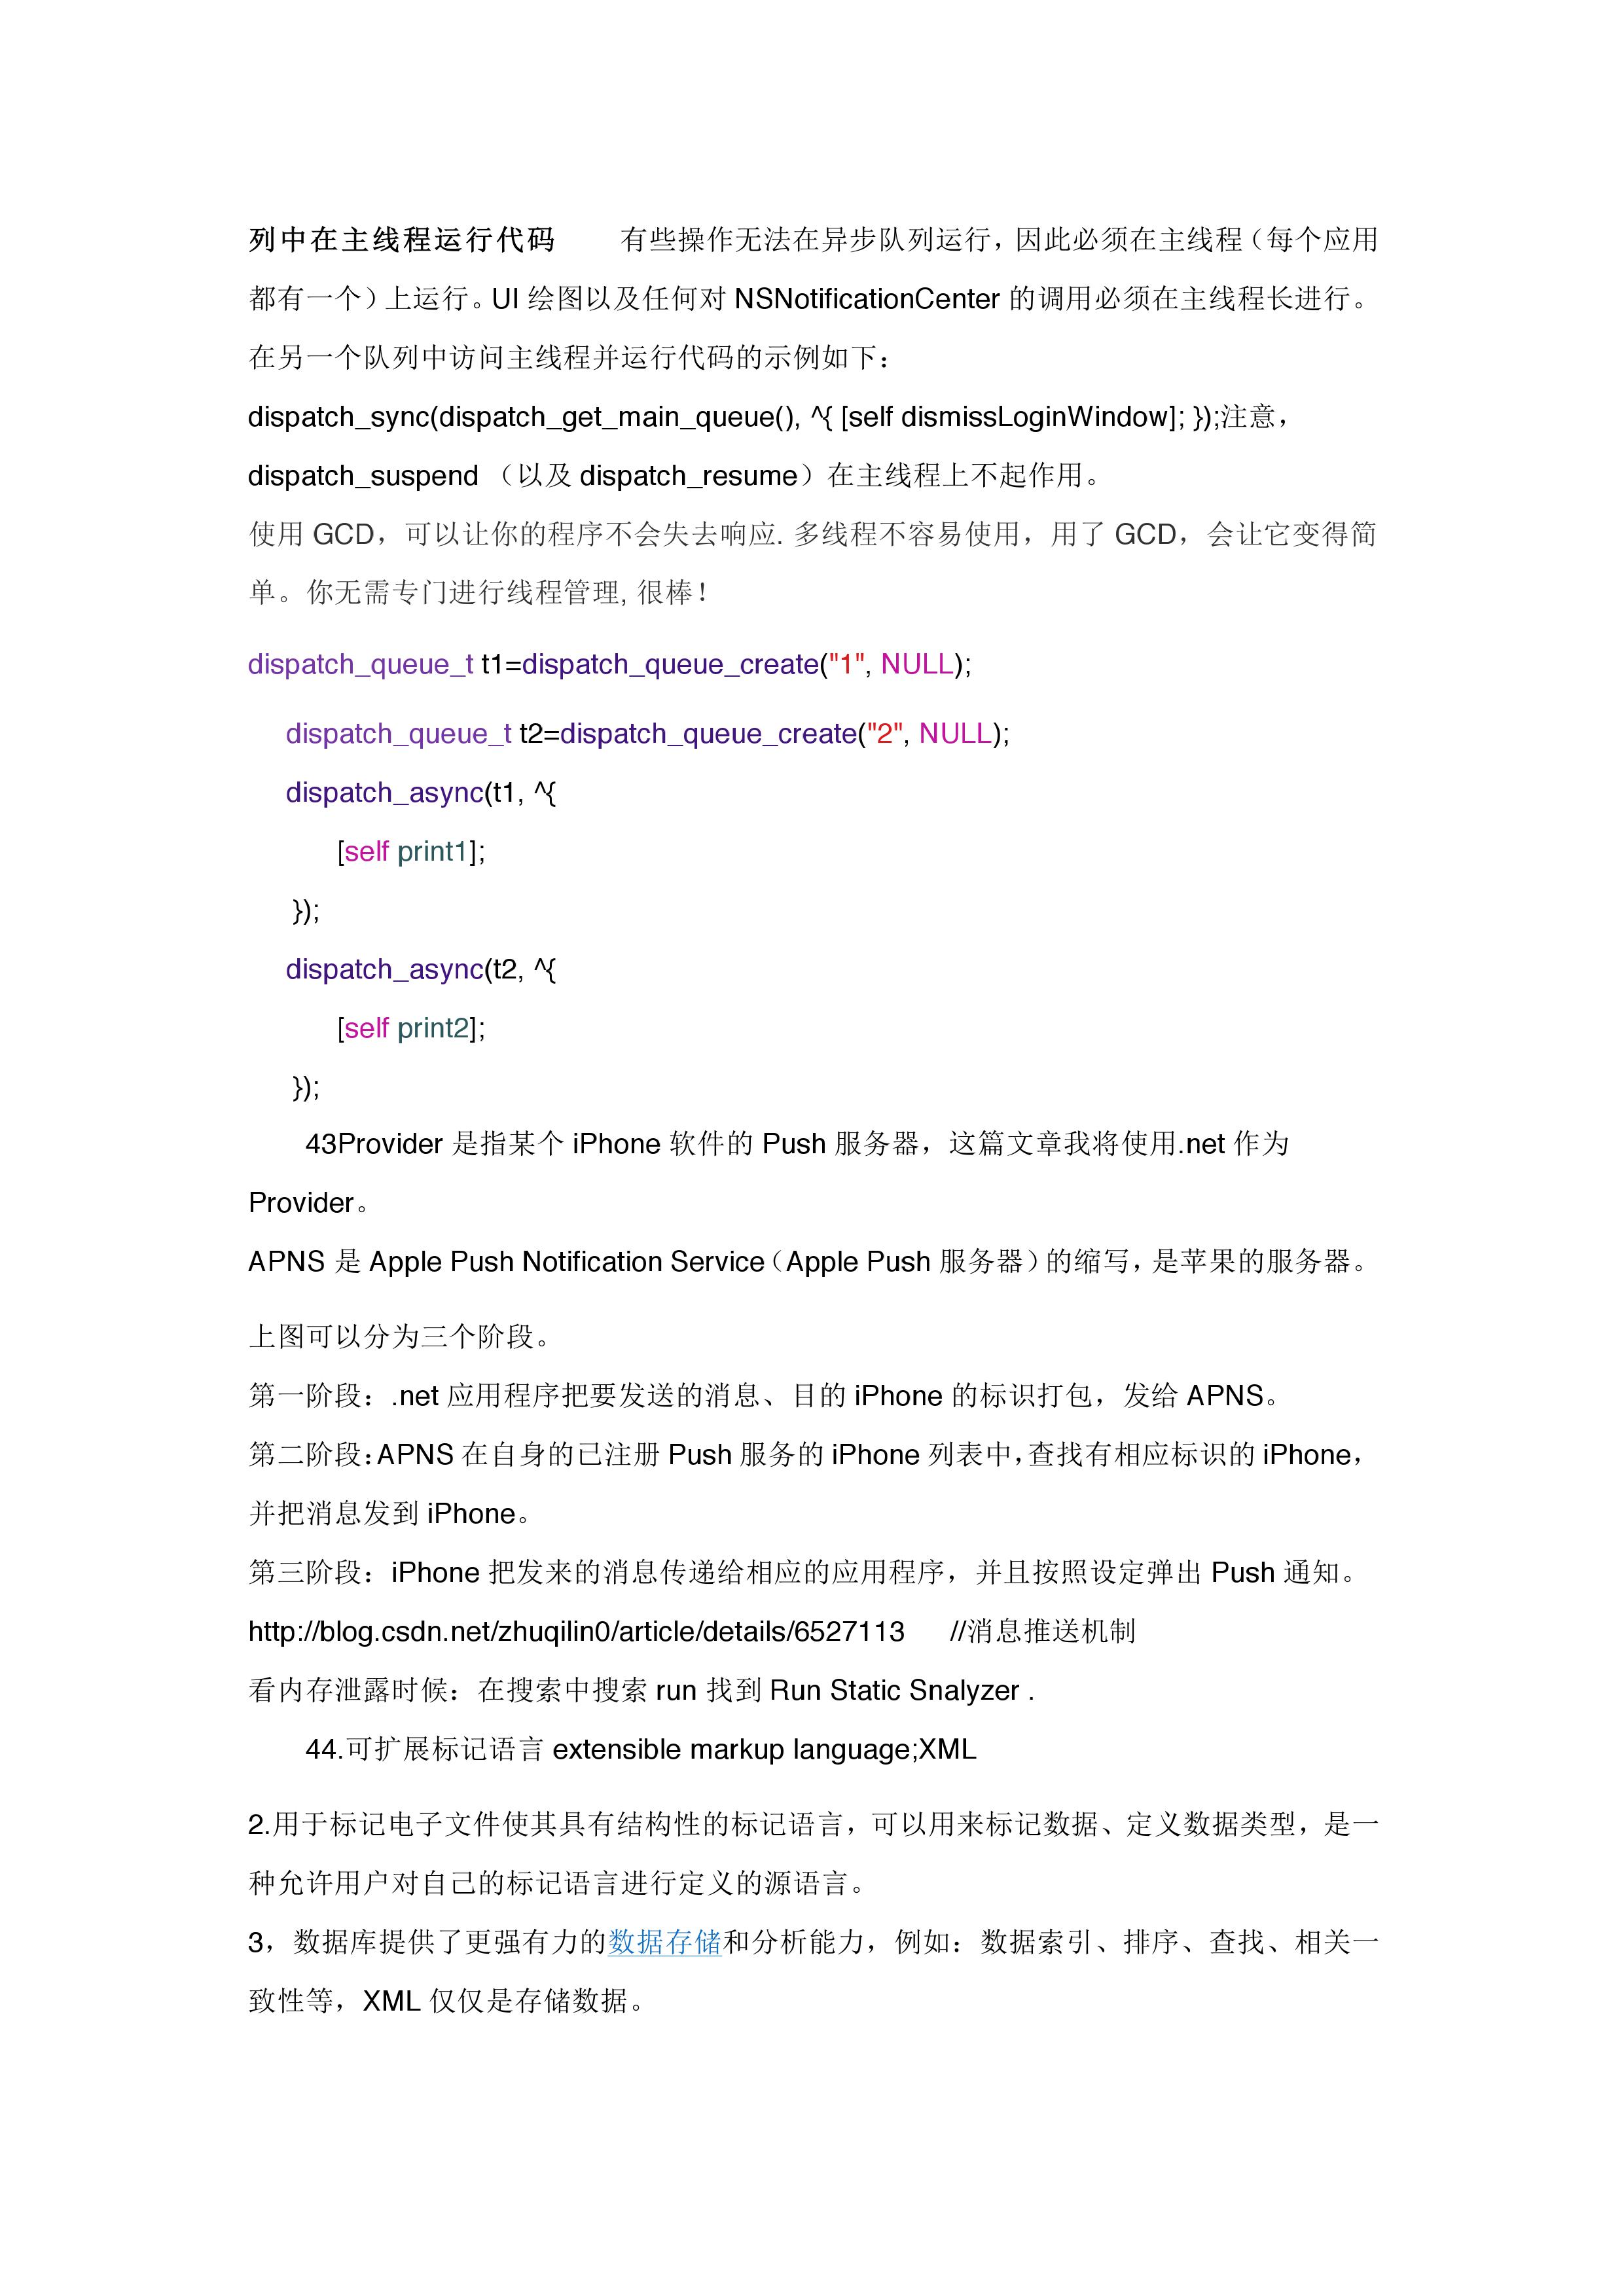 列中在主线程运行代码　　有些操作无法在异步队列运行，因此必须在主线程（每个应用
都有一个）上运行。UI 绘图以及任何对 NSNotificationCenter 的调用必须在主线程长进行。
在另一个队列中访问主线程并运行代码的示例如下：
dispatch_sync(dispatch_get_main_queue(), ^{ [self dismissLoginWindow]; });注意，
dispatch_suspend （以及 dispatch_resume）在主线程上不起作用。
使用 GCD，可以让你的程序不会失去响应. 多线程不容易使用，用了 GCD，会让它变得简
单。你无需专门进行线程管理, 很棒！
dispatch_queue_t t1=dispatch_queue_create("1", NULL);
dispatch_queue_t t2=dispatch_queue_create("2", NULL);
dispatch_async(t1, ^{
[self print1];
});
dispatch_async(t2, ^{
[self print2];
});
43Provider 是指某个 iPhone 软件的 Push 服务器，这篇文章我将使用.net 作为
Provider。
APNS 是 Apple Push Notification Service（Apple Push 服务器）的缩写，是苹果的服务器。
上图可以分为三个阶段。
第一阶段：.net 应用程序把要发送的消息、目的 iPhone 的标识打包，发给 APNS。
第二阶段：APNS 在自身的已注册 Push 服务的 iPhone 列表中，查找有相应标识的 iPhone，
并把消息发到 iPhone。
第三阶段：iPhone 把发来的消息传递给相应的应用程序，并且按照设定弹出 Push 通知。
http://blog.csdn.net/zhuqilin0/article/details/6527113 //消息推送机制
看内存泄露时候：在搜索中搜索 run 找到 Run Static Snalyzer .
44.可扩展标记语言 extensible markup language;XML
2.用于标记电子文件使其具有结构性的标记语言，可以用来标记数据、定义数据类型，是一
种允许用户对自己的标记语言进行定义的源语言。
3，数据库提供了更强有力的数据存储和分析能力，例如：数据索引、排序、查找、相关一
致性等，XML 仅仅是存储数据。